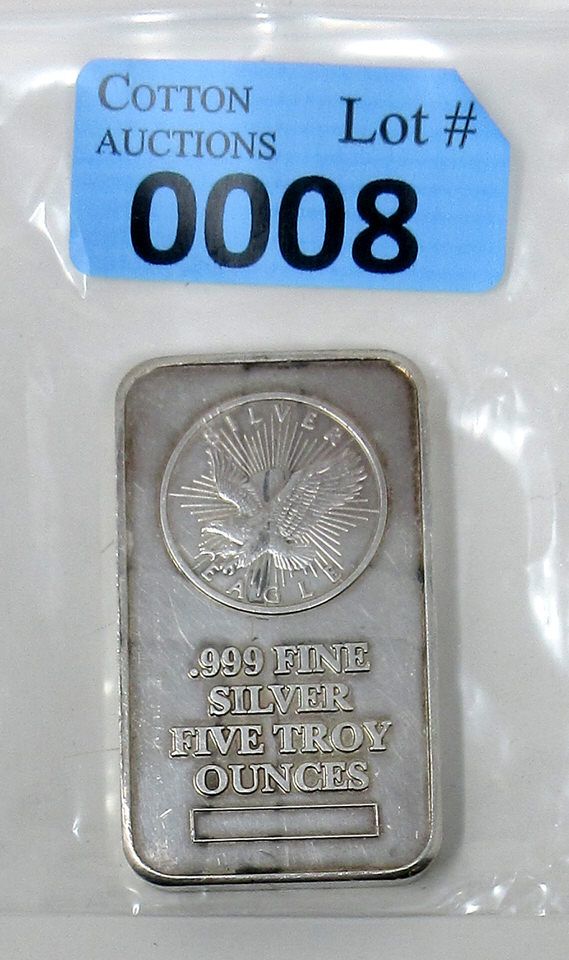 COTTON
AUCTIONS
Lot #
0008
SILVER
EAGLE
.999 FINE
SILVER
FIVE TROY
OUNCES